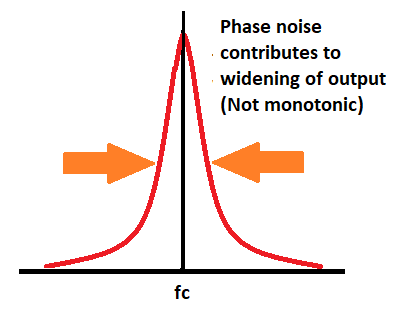 Phase noise
contributes to
widening of output
(Not monotonic)
fc